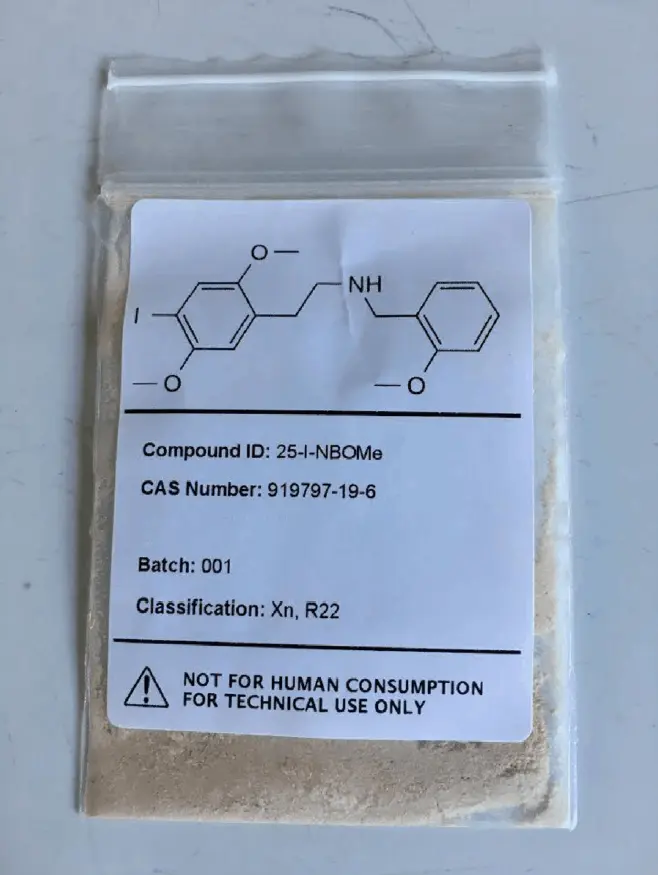 O
I
NH
O
O
Compound ID: 25-I-NBOMe
CAS Number: 919797-19-6
Batch: 001
Classification: Xn, R22
NOT FOR HUMAN CONSUMPTION
FOR TECHNICAL USE ONLY